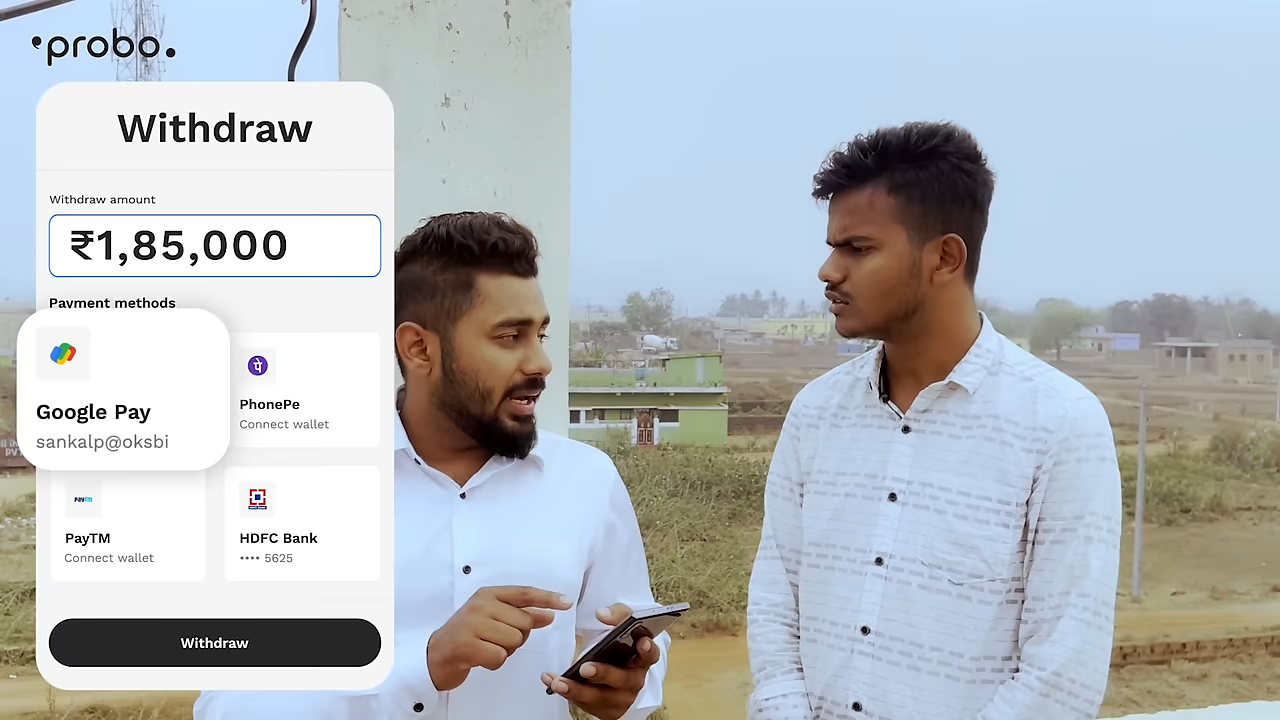 probo.
Withdraw
Withdraw amount
₹1,85,000
Payment methods
Google Pay
sankalp@oksbi
PhonePe
Connect wallet
PayTM
PayTM
Connect wallet
HDFC Bank
•••• 5625
Withdraw